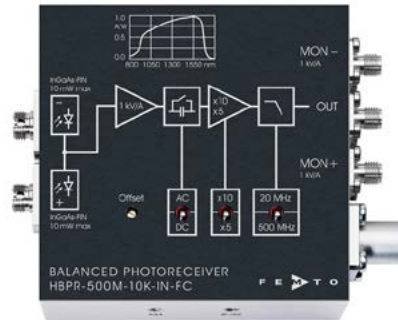 1.0
A/W
0.5
0.0
800 1050 1300 1550 nm
MON −
1 kV/A
InGaAs-PIN
10 mW max
−
1 kV/A
x10
x5
OUT
MON+
1 kV/A
+
InGaAs-PIN
10 mW max
Offset
AC
DC
x10
x5
20 MHz
500 MHz
BALANCED PHOTORECEIVER
HBPR-500M-10K-IN-FC
FEMTO